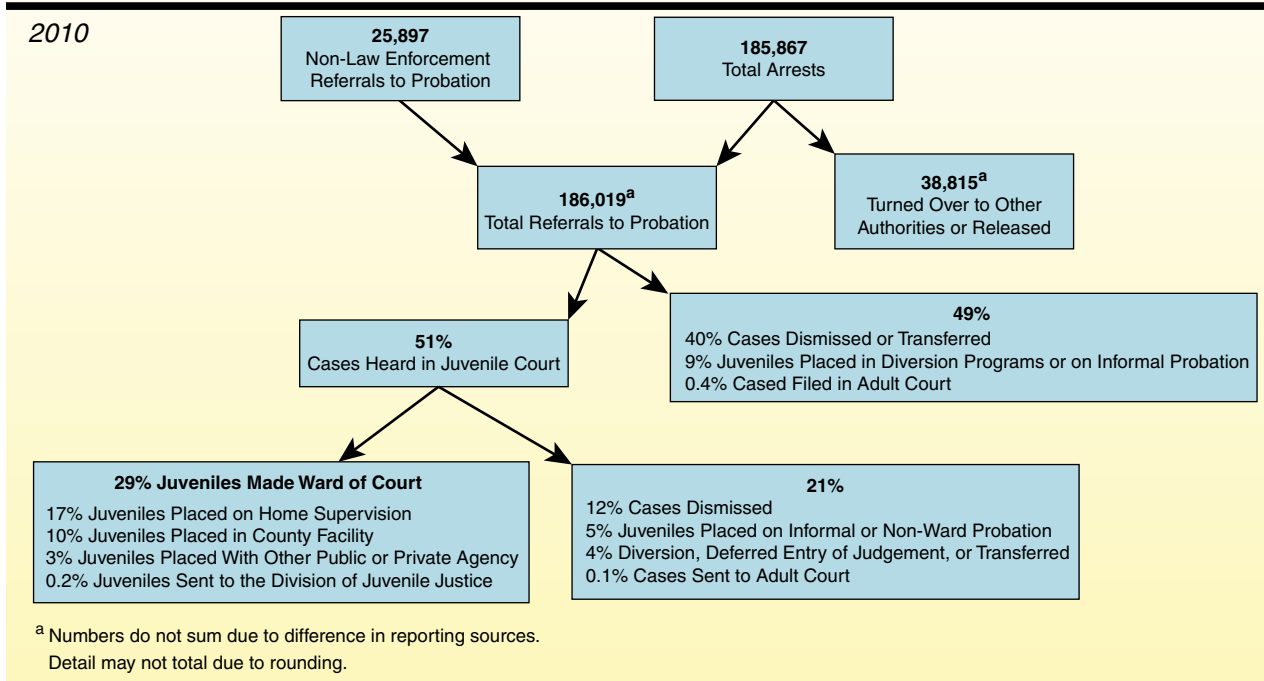 2010
25,897
Non-Law Enforcement
Referrals to Probation
185,867
Total Arrests
186,019a
Total Referrals to Probation
38,815a
Turned Over to Other
Authorities or Released
51%
Cases Heard in Juvenile Court
49%
40% Cases Dismissed or Transferred
9% Juveniles Placed in Diversion Programs or on Informal Probation
0.4% Cased Filed in Adult Court
29% Juveniles Made Ward of Court
17% Juveniles Placed on Home Supervision
10% Juveniles Placed in County Facility
3% Juveniles Placed With Other Public or Private Agency
0.2% Juveniles Sent to the Division of Juvenile Justice
21%
12% Cases Dismissed
5% Juveniles Placed on Informal or Non-Ward Probation
4% Diversion, Deferred Entry of Judgement, or Transferred
0.1% Cases Sent to Adult Court
a Numbers do not sum due to difference in reporting sources.
Detail may not total due to rounding.